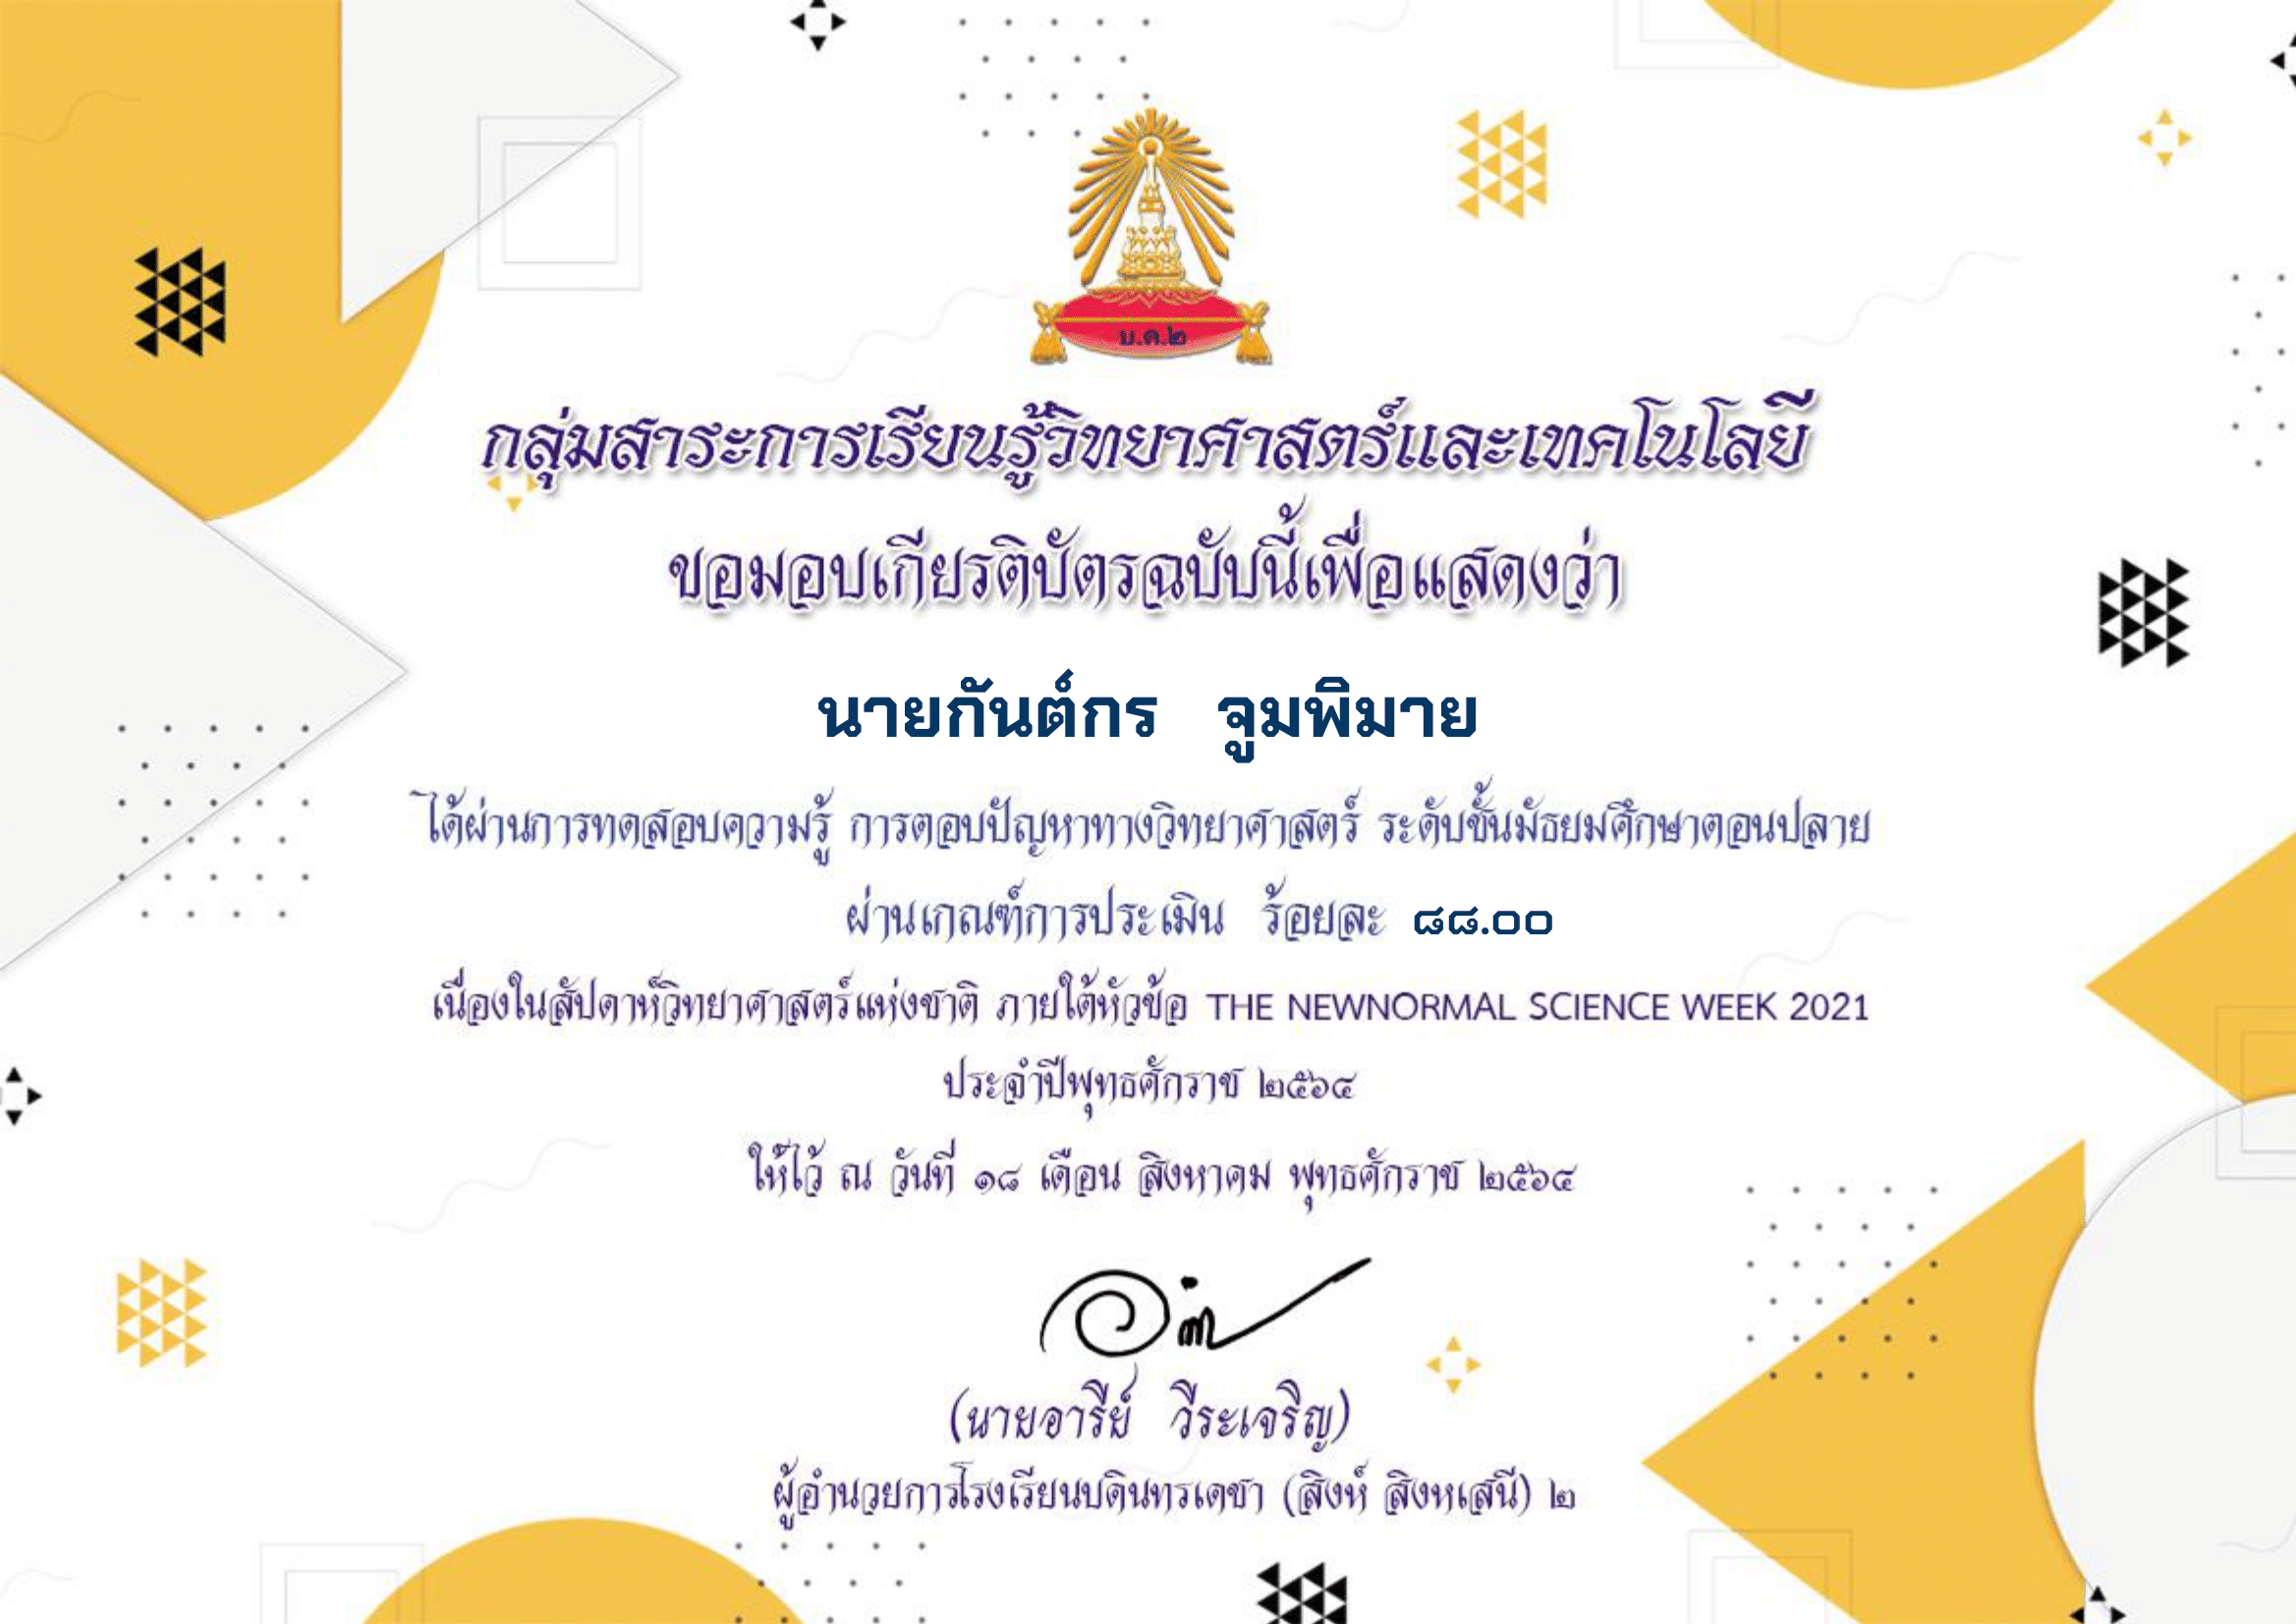 บ.ด.๒
กลุ่มสาระการเรียนรู้วิทยาศาสตร์และเทคโนโลยี
ขอมอบเกียรติบัตรฉบับนี้เพื่อแสดงว่า
นายกันต์กร จูมพิมาย
ได้ผ่านการทดสอบความรู้ การตอบปัญหาทางวิทยาศาสตร์ ระดับชั้นมัธยมศึกษาตอนปลาย
ผ่านเกณฑ์การประเมิน ร้อยละ ๘๘.๐๐
เนื่องในสัปดาห์วิทยาศาสตร์แห่งชาติ ภายใต้หัวข้อ THE NEWNORMAL SCIENCE WEEK 2021
ประจำปีพุทธศักราช ๒๕๖๔
ให้ไว้ ณ วันที่ ๑๘ เดือน สิงหาคม พุทธศักราช ๒๕๖๔
(นายอารีย์ วีระเจริญ)
ผู้อำนวยการโรงเรียนบดินทรเดชา (สิงห์ สิงหเสนี) ๒